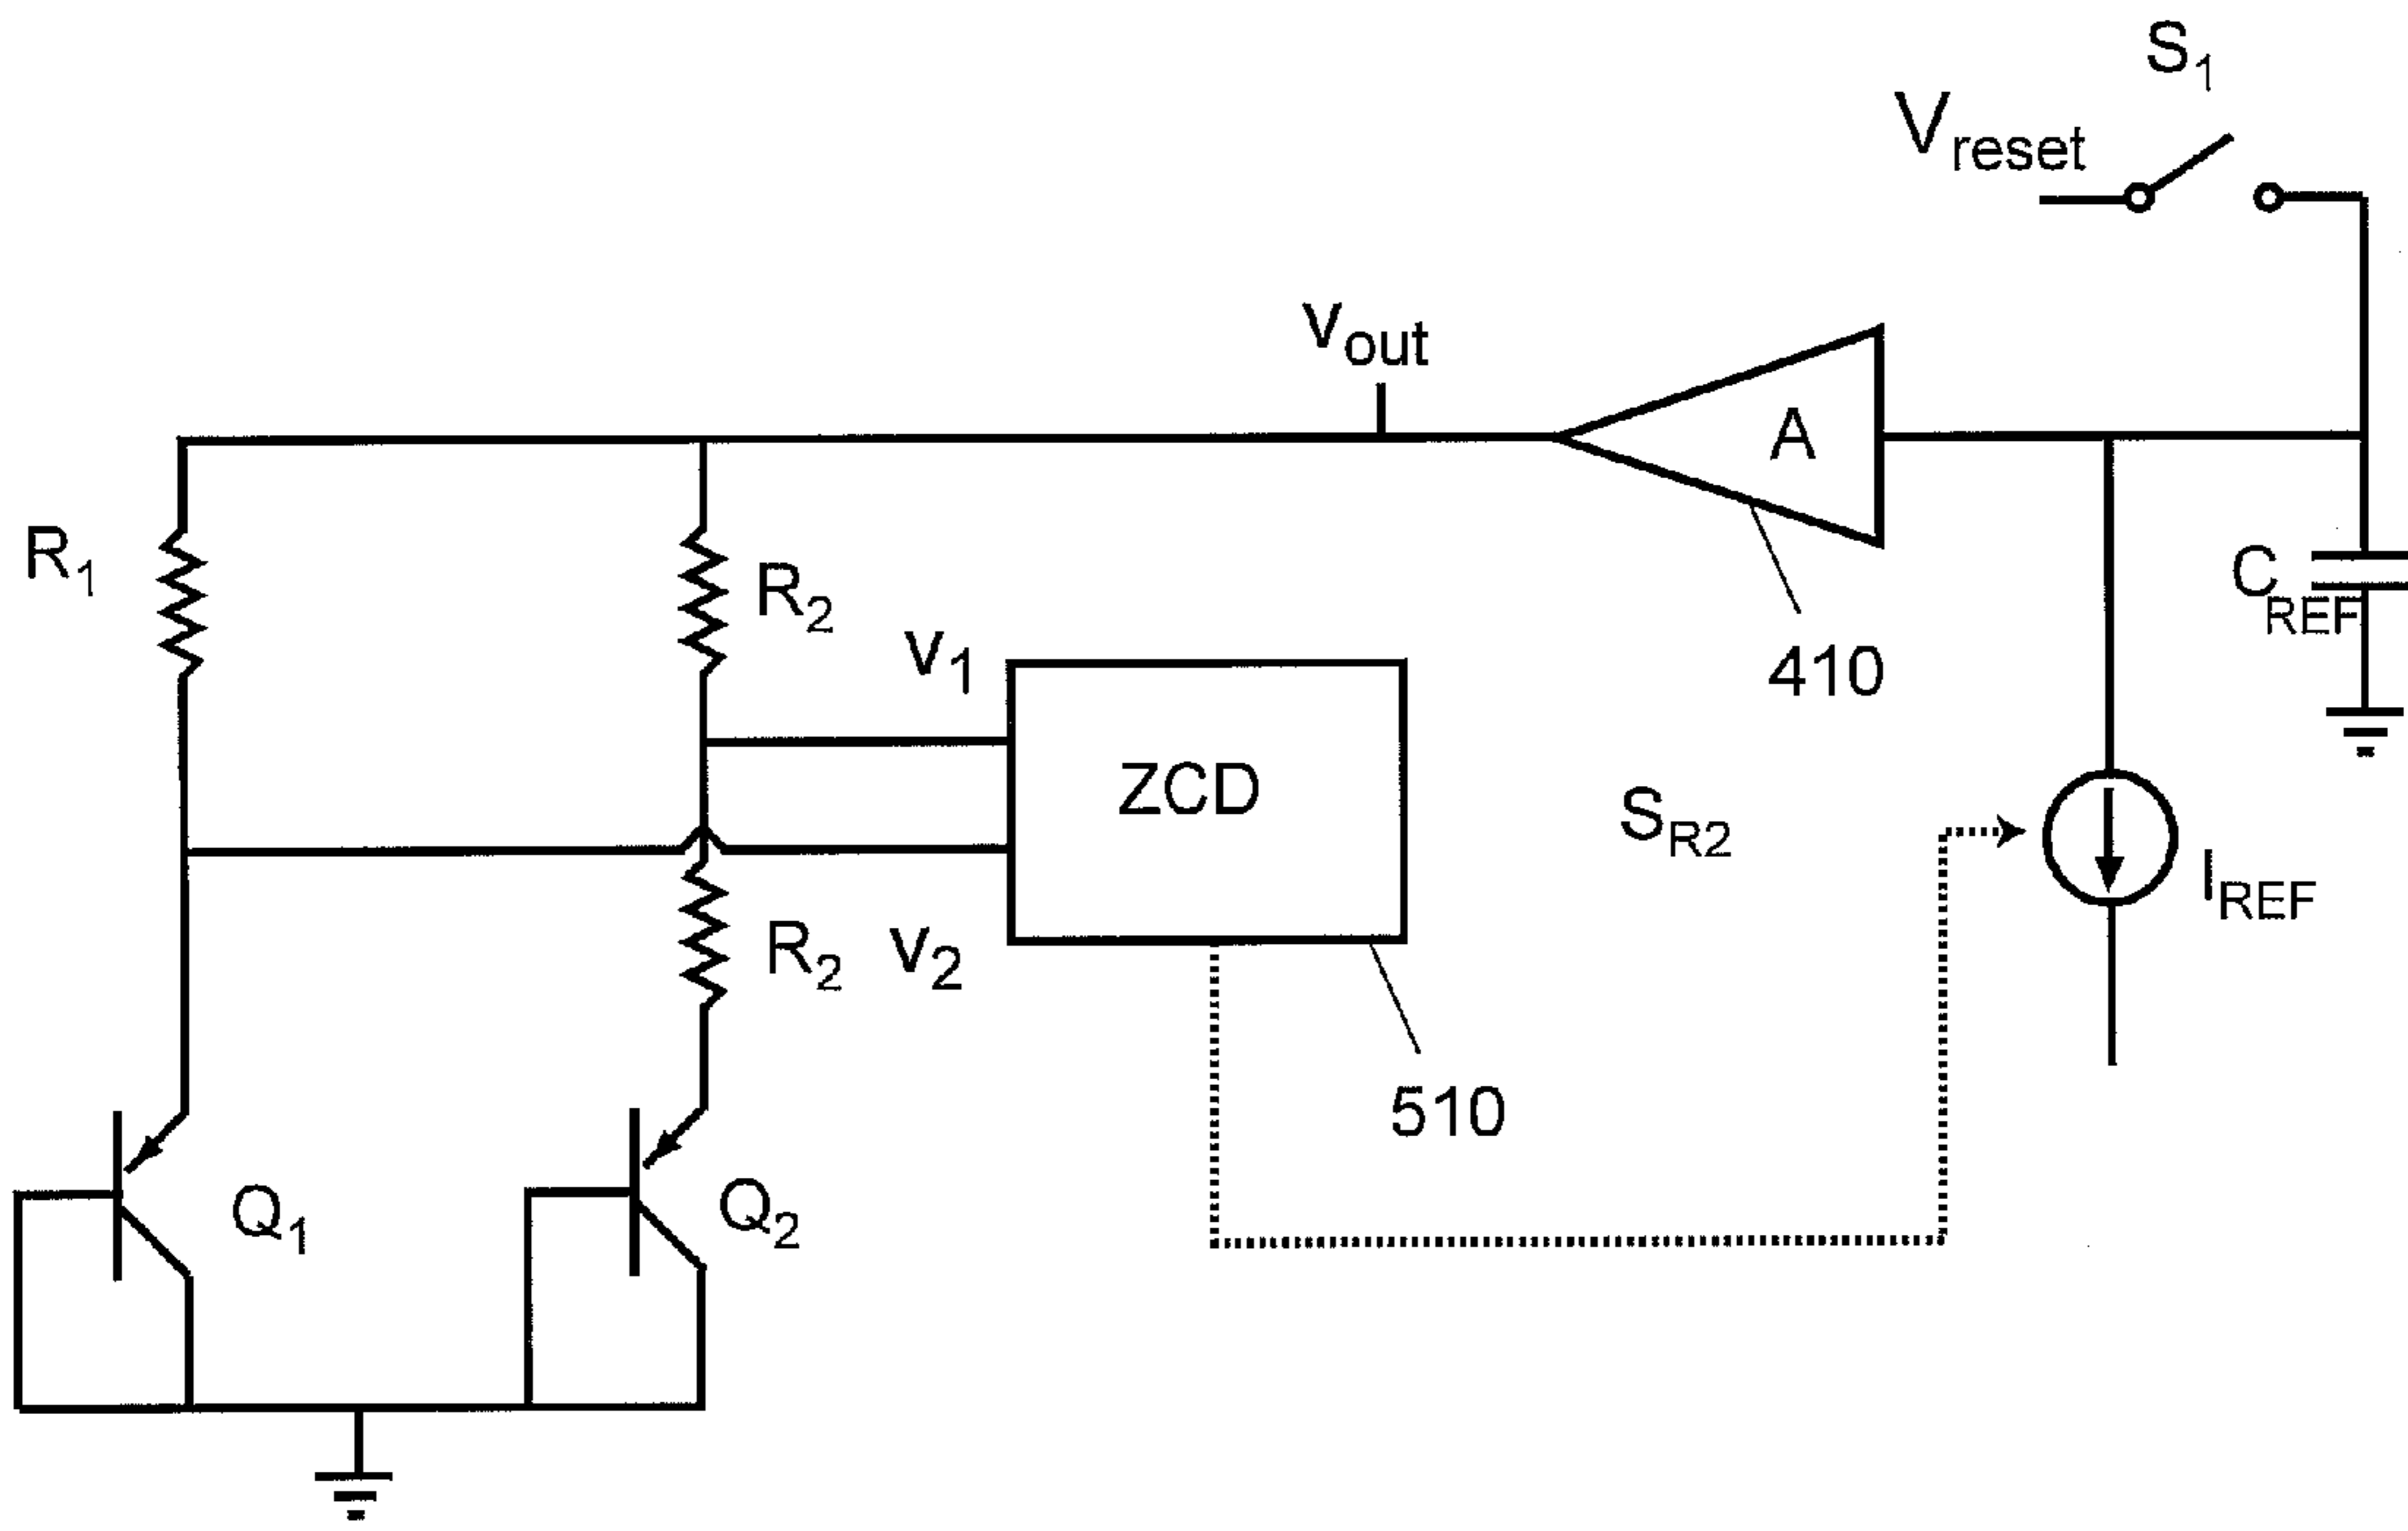 S1
Vreset
vout
A
R1
R2
CREF
v1
410
ZCD
SR2
IREF
R2
v2
510
Q1
Q2